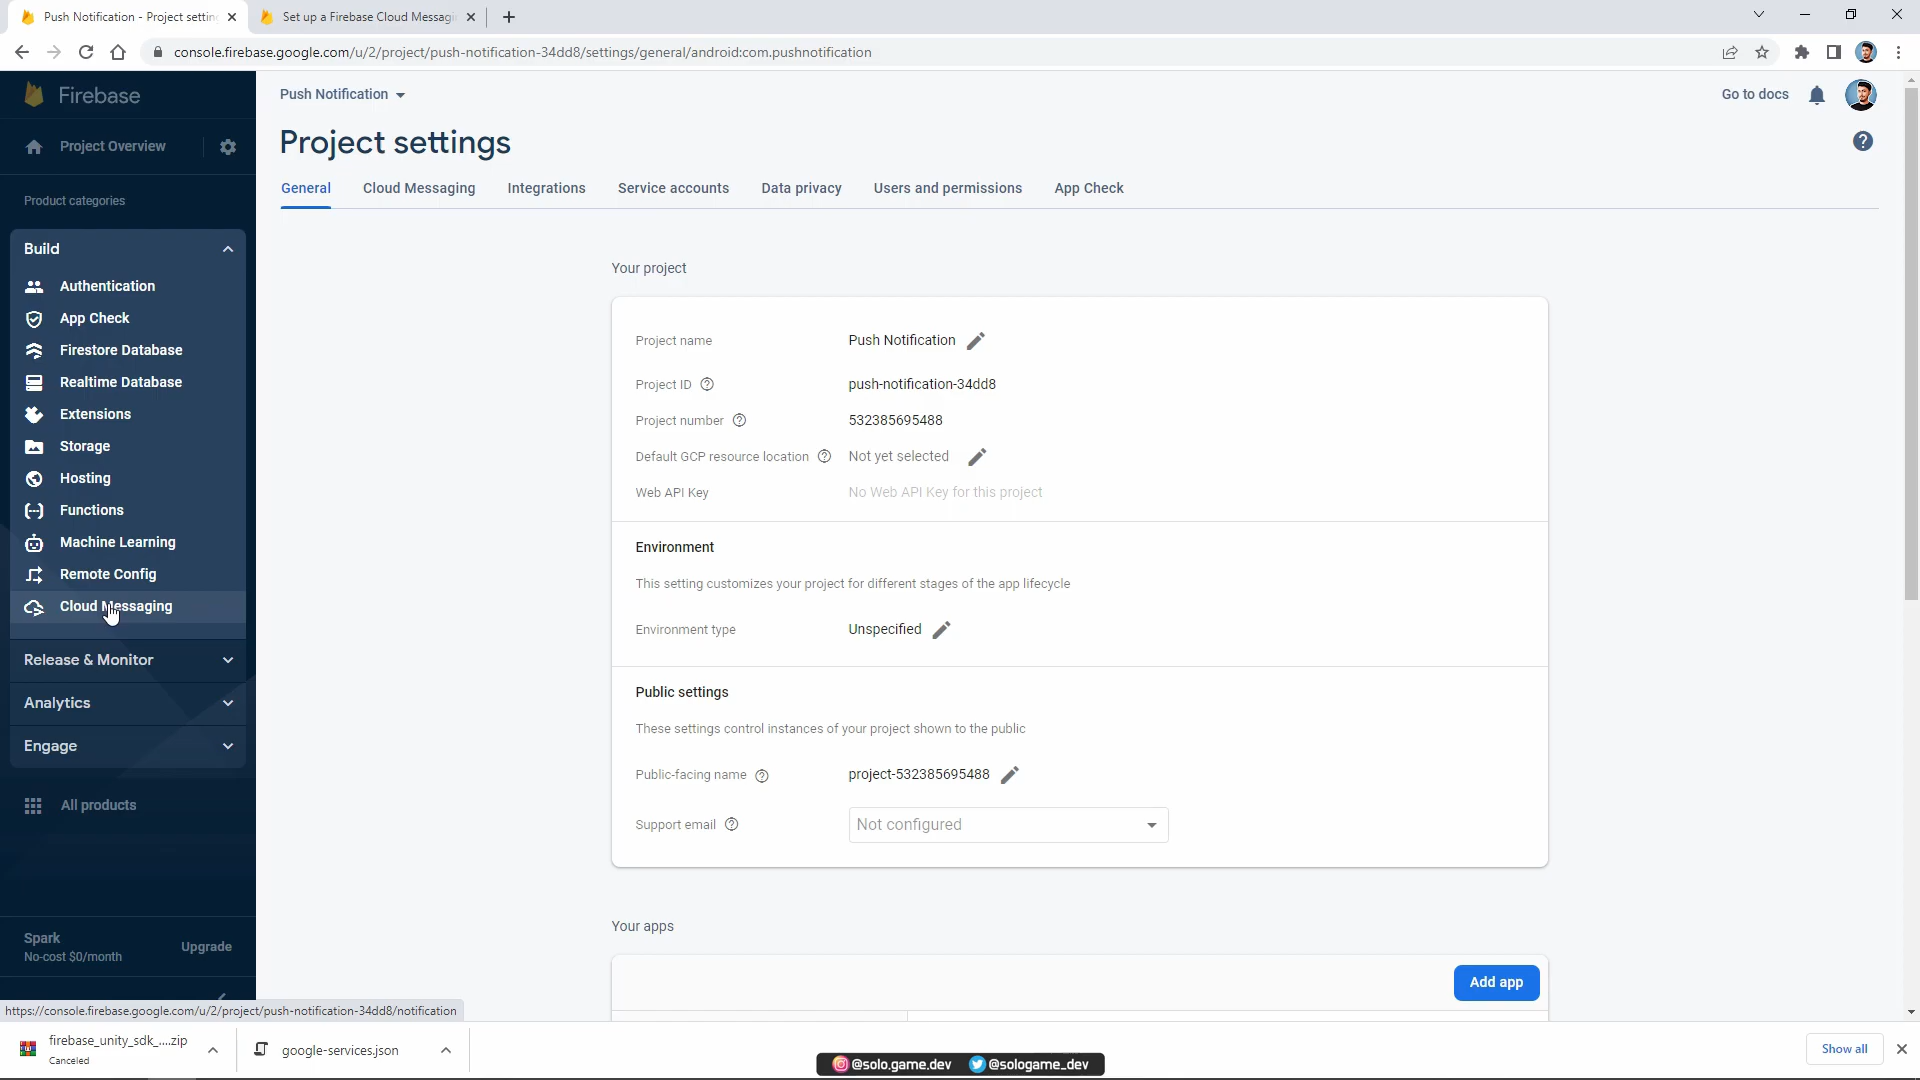 Push Notification - Project settin
Set up a Firebase Cloud Messagi
console.firebase.google.com/u/2/project/push-notification-34dd8/settings/general/android:com.pushnotification
Firebase
Project Overview
Product categories
Build
Authentication
App Check
Firestore Database
Realtime Database
Extensions
Storage
Hosting
Functions
Machine Learning
Remote Config
Cloud Messaging
Release & Monitor
Analytics
Engage
All products
Spark
No-cost $0/month
Upgrade
Push Notification
Go to docs
Project settings
General
Cloud Messaging
Integrations
Service accounts
Data privacy
Users and permissions
App Check
Your project
Project name
Push Notification
Project ID
push-notification-34dd8
Project number
532385695488
Default GCP resource location
Not yet selected
Web API Key
No Web API Key for this project
Environment
This setting customizes your project for different stages of the app lifecycle
Environment type
Unspecified
Public settings
These settings control instances of your project shown to the public
Public-facing name
project-532385695488
Support email
Not configured
Your apps
Add app
https://console.firebase.google.com/u/2/project/push-notification-34dd8/notification
firebase_unity_sdk_....zip
Canceled
google-services.json
@solo.game.dev
@sologame_dev
Show all